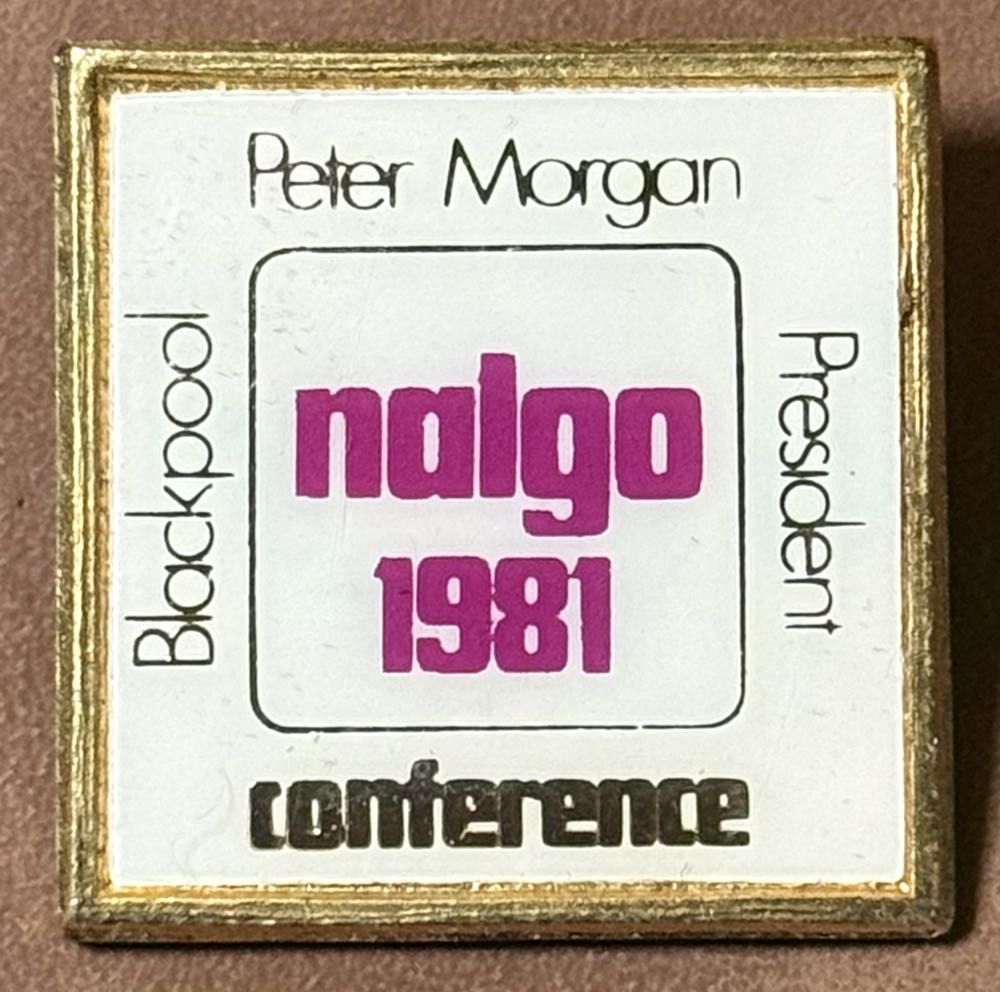 Peter Morgan
President
Blackpool
nalgo
1981
conference